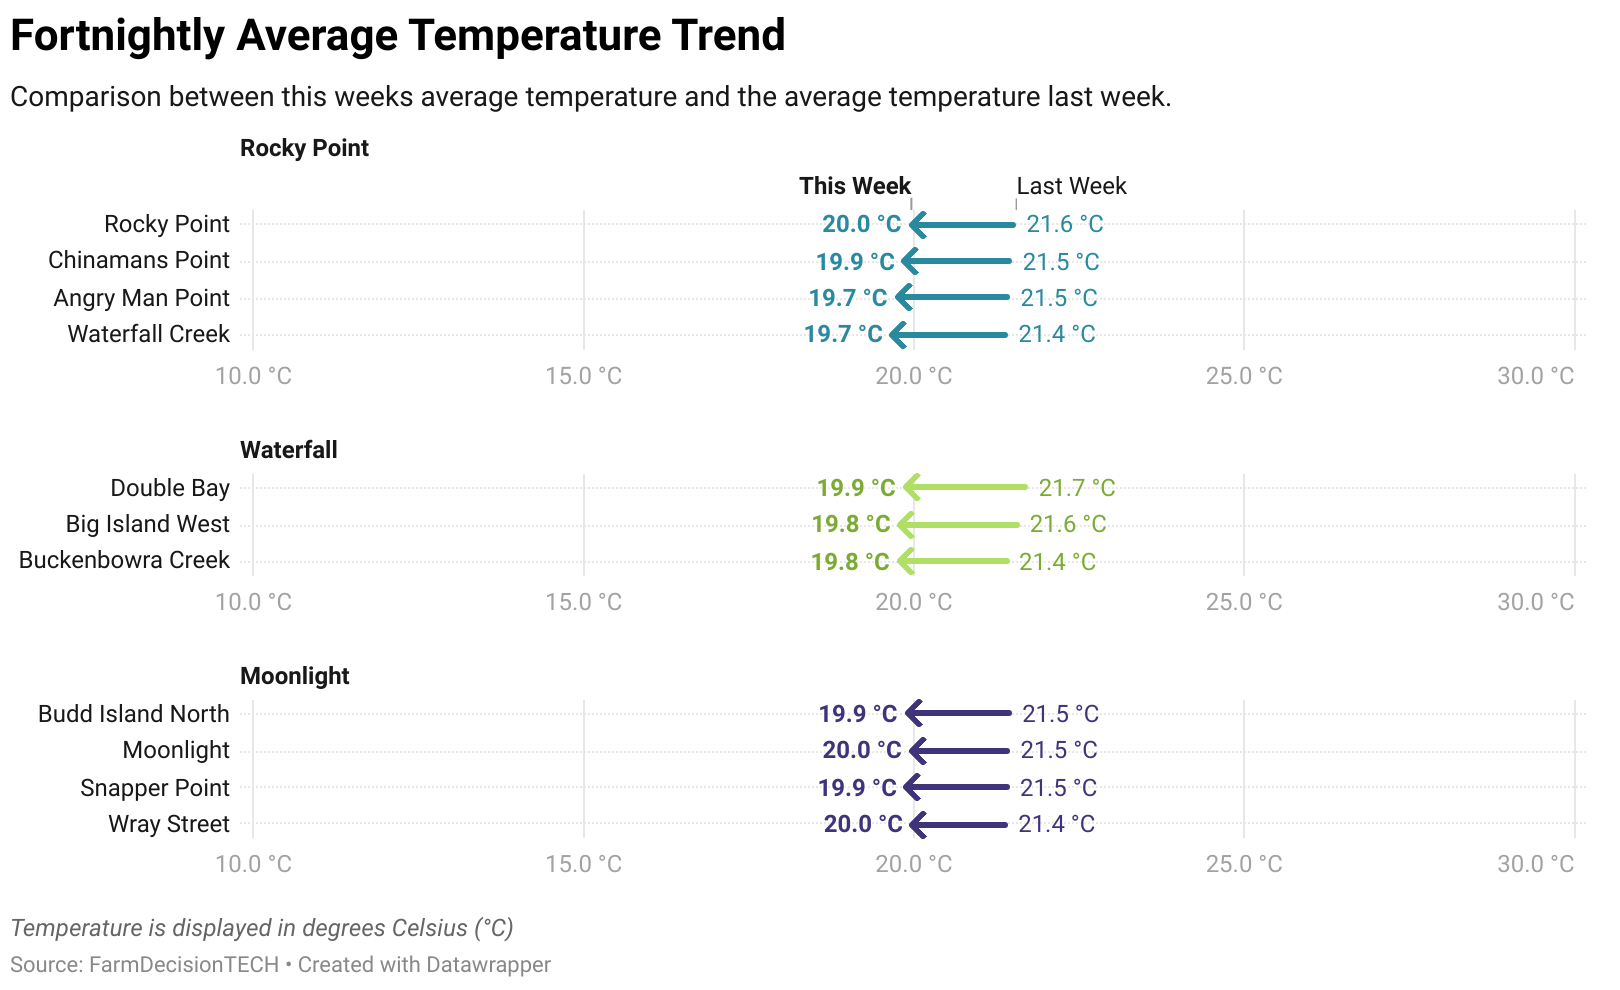 Fortnightly Average Temperature Trend
Comparison between this weeks average temperature and the average temperature last week.
Rocky Point
This Week Last Week
Rocky Point 20.0 °C 21.6 °C
Chinamans Point 19.9 °C 21.5 °C
Angry Man Point 19.7 °C 21.5 °C
Waterfall Creek 19.7 °C 21.4 °C
10.0 °C 15.0 °C 20.0 °C 25.0 °C 30.0 °C
Waterfall
Double Bay 19.9 °C 21.7 °C
Big Island West 19.8 °C 21.6 °C
Buckenbowra Creek 19.8 °C 21.4 °C
10.0 °C 15.0 °C 20.0 °C 25.0 °C 30.0 °C
Moonlight
Budd Island North 19.9 °C 21.5 °C
Moonlight 20.0 °C 21.5 °C
Snapper Point 19.9 °C 21.5 °C
Wray Street 20.0 °C 21.4 °C
10.0 °C 15.0 °C 20.0 °C 25.0 °C 30.0 °C
Temperature is displayed in degrees Celsius (°C)
Source: FarmDecisionTECH • Created with Datawrapper